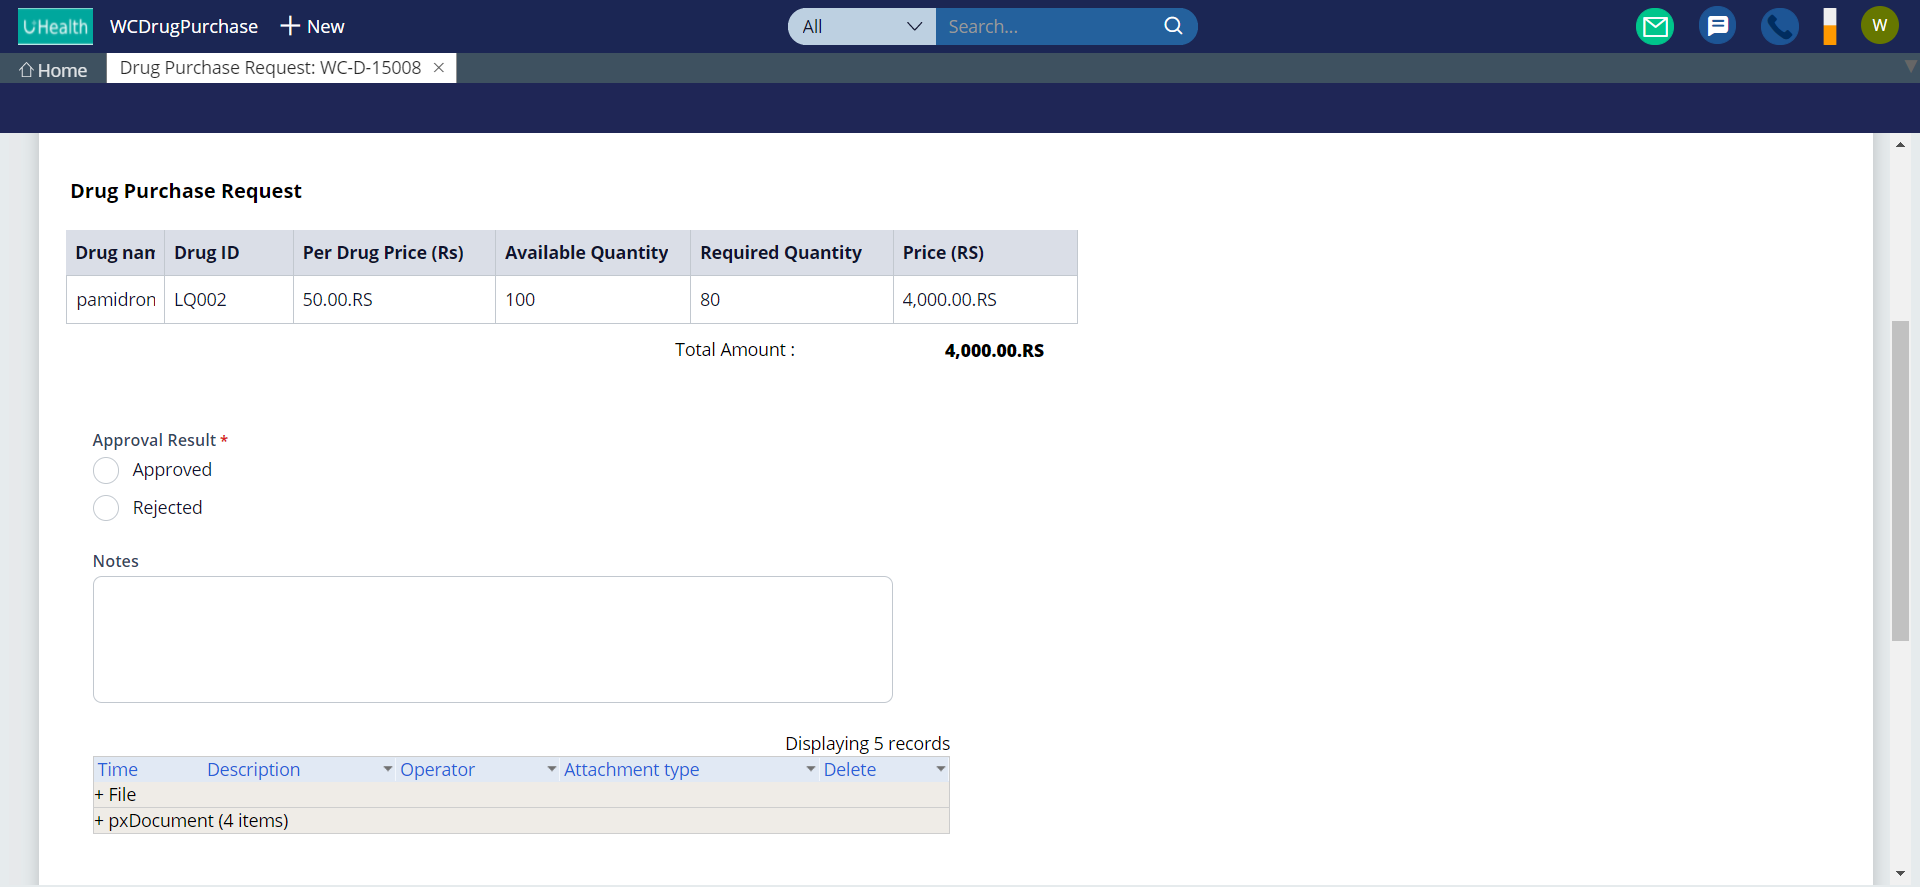 UHealth WCDrugPurchase + New All Search... W
Home Drug Purchase Request: WC-D-15008 ×
Drug Purchase Request
Drug nan Drug ID Per Drug Price (Rs) Available Quantity Required Quantity Price (RS)
pamidron LQ002 50.00.RS 100 80 4,000.00.RS
Total Amount : 4,000.00.RS
Approval Result *
Approved
Rejected
Notes
Displaying 5 records
Time Description Operator Attachment type Delete
+ File
+ pxDocument (4 items)